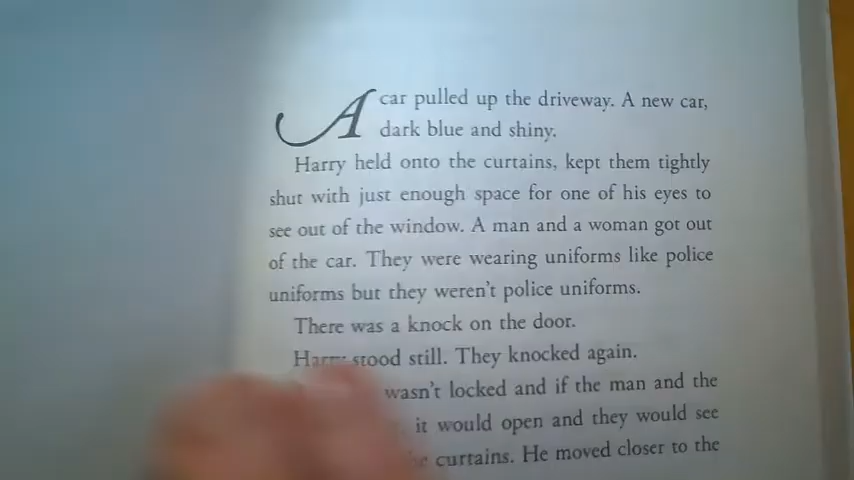 A car pulled up the driveway. A new car,
dark blue and shiny.
Harry held onto the curtains, kept them tightly
shut with just enough space for one of his eyes to
see out of the window. A man and a woman got out
of the car. They were wearing uniforms like police
uniforms but they weren't police uniforms.
There was a knock on the door.
Harry stood still. They knocked again.
wasn't locked and if the man and the
it would open and they would see
curtains. He moved closer to the